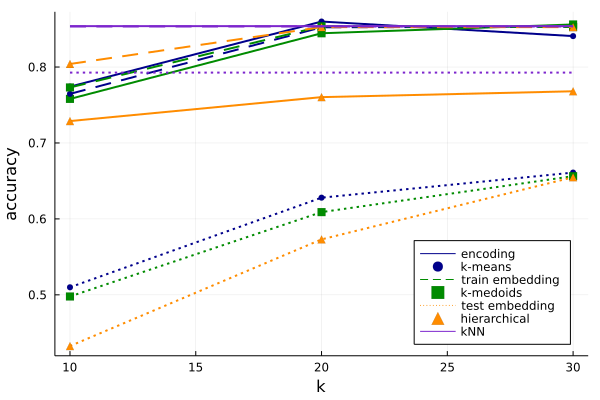 accuracy
0.8
0.7
0.6
0.5
10
15
20
25
30
k
encoding
k-means
train embedding
k-medoids
test embedding
hierarchical
kNN